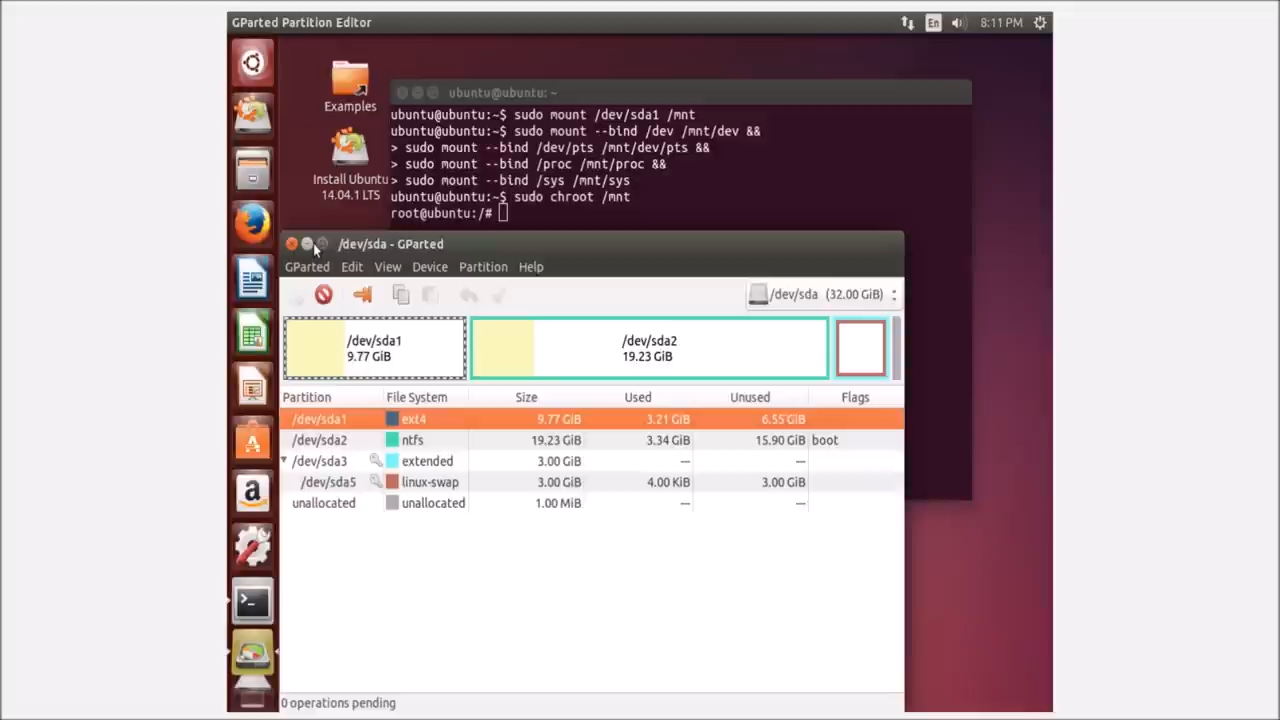 GParted Partition Editor
En
8:11 PM
Examples
Install Ubuntu
14.04.1 LTS
ubuntu@ubuntu: ~
ubuntu@ubuntu:~$ sudo mount /dev/sda1 /mnt
ubuntu@ubuntu:~$ sudo mount --bind /dev /mnt/dev &&
> sudo mount --bind /dev/pts /mnt/dev/pts &&
> sudo mount --bind /proc /mnt/proc &&
> sudo mount --bind /sys /mnt/sys
ubuntu@ubuntu:~$ sudo chroot /mnt
root@ubuntu:/#
/dev/sda - GParted
GParted Edit View Device Partition Help
/dev/sda (32.00 GiB)
/dev/sda1
9.77 GiB
/dev/sda2
19.23 GiB
Partition File System Size Used Unused Flags
/dev/sda1 ext4 9.77 GiB 3.21 GiB 6.55 GiB
/dev/sda2 ntfs 19.23 GiB 3.34 GiB 15.90 GiB boot
/dev/sda3 extended 3.00 GiB — —
/dev/sda5 linux-swap 3.00 GiB 4.00 KiB 3.00 GiB
unallocated unallocated 1.00 MiB — —
0 operations pending